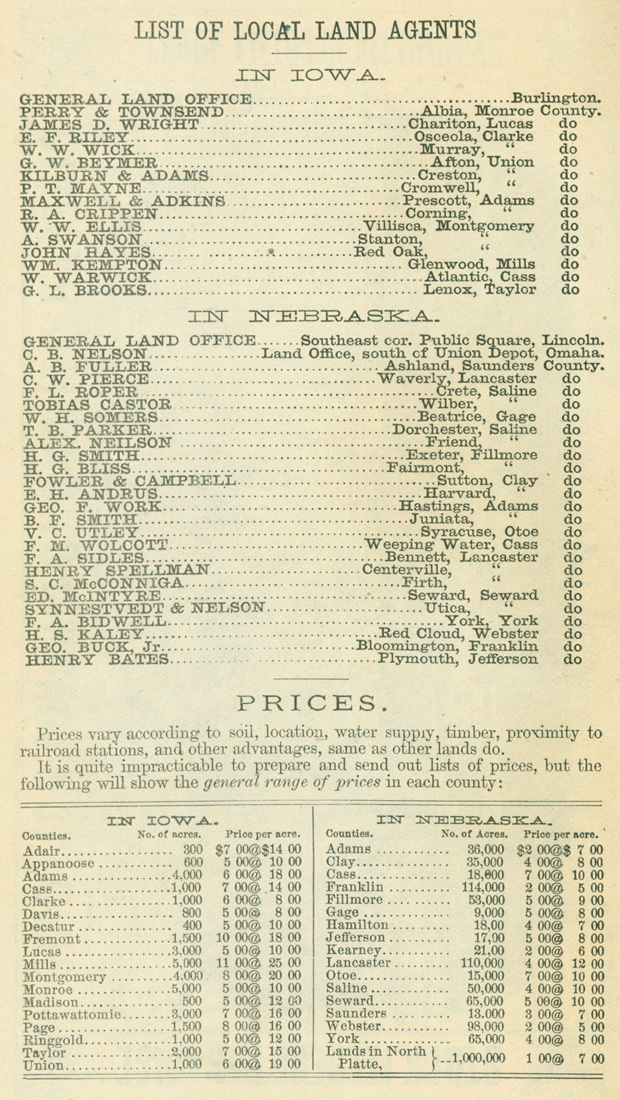 LIST OF LOCAL LAND AGENTS
IN IOWA.
GENERAL LAND OFFICE................Burlington.
PERRY & TOWNSEND................Albia, Monroe County.
JAMES D. WRIGHT................Chariton, Lucas do
E. F. RILEY................Osceola, Clarke do
W. W. WICK................Murray, “ do
G. W. BEYMER................Afton, Union do
KILBURN & ADAMS................Creston, “ do
P. T. MAYNE................Cromwell, “ do
MAXWELL & ADKINS................Prescott, Adams do
R. A. CRIPPEN................Corning, “ do
W. W. ELLIS................Villisca, Montgomery do
A. SWANSON................Stanton, “ do
JOHN HAYES................Red Oak, “ do
WM. KEMPTON................Glenwood, Mills do
W. WARWICK................Atlantic, Cass do
G. L. BROOKS................Lenox, Taylor do
IN NEBRASKA.
GENERAL LAND OFFICE.......Southeast cor. Public Square, Lincoln.
C. B. NELSON................Land Office, south of Union Depot, Omaha.
A. B. FULLER................Ashland, Saunders County.
C. W. PIERCE................Waverly, Lancaster do
F. L. ROPER................Crete, Saline do
TOBIAS CASTOR................Wilber, “ do
W. H. SOMERS................Beatrice, Gage do
T. B. PARKER................Dorchester, Saline do
ALEX. NEILSON................Friend, “ do
H. G. SMITH................Exeter, Fillmore do
H. G. BLISS................Fairmont, “ do
FOWLER & CAMPBELL................Sutton, Clay do
E. H. ANDRUS................Harvard, “ do
GEO. F. WORK................Hastings, Adams do
B. F. SMITH................Juniata, “ do
V. C. UTLEY................Syracuse, Otoe do
F. M. WOLCOTT................Weeping Water, Cass do
F. A. SIDLES................Bennett, Lancaster do
HENRY SPELLMAN................Centerville, “ do
S. C. McCONNIGA................Firth, “ do
ED. McINTYRE................Seward, Seward do
SYNNESTVEDT & NELSON................Utica, “ do
F. A. BIDWELL................York, York do
H. S. KALEY................Red Cloud, Webster do
GEO. BUCK, Jr................Bloomington, Franklin do
HENRY BATES................Plymouth, Jefferson do
PRICES.
Prices vary according to soil, location, water supply, timber, proximity to
railroad stations, and other advantages, same as other lands do.
It is quite impracticable to prepare and send out lists of prices, but the
following will show the general range of prices in each county:
IN IOWA.
Counties. No. of acres. Price per acre.
Adair................300 $7 00@$14 00
Appanoose................600 5 00@ 10 00
Adams................4,000 6 00@ 18 00
Cass................1,000 7 00@ 14 00
Clarke................1,000 6 00@ 8 00
Davis................800 5 00@ 8 00
Decatur................400 5 00@ 10 00
Fremont................1,500 10 00@ 18 00
Lucas................3,000 5 00@ 10 00
Mills................5,000 11 00@ 25 00
Montgomery................4,000 8 00@ 20 00
Monroe................5,000 5 00@ 10 00
Madison................500 5 00@ 12 00
Pottawattomie................3,000 7 00@ 16 00
Page................1,500 8 00@ 16 00
Ringgold................1,000 5 00@ 12 00
Taylor................2,000 7 00@ 15 00
Union................1,000 6 00@ 19 00
IN NEBRASKA.
Counties. No. of Acres. Price per acre.
Adams................36,000 $2 00@$ 7 00
Clay................35,000 4 00@ 8 00
Cass................18,000 7 00@ 10 00
Franklin................114,000 2 00@ 5 00
Fillmore................53,000 5 00@ 9 00
Gage................9,000 5 00@ 8 00
Hamilton................18,00 4 00@ 7 00
Jefferson................17,90 5 00@ 8 00
Kearney................21,00 2 00@ 6 00
Lancaster................110,000 4 00@ 12 00
Otoe................15,000 7 00@ 10 00
Saline................50,000 4 00@ 10 00
Seward................65,000 5 00@ 10 00
Saunders................13.000 3 00@ 7 00
Webster................98,000 2 00@ 5 00
York................65,000 4 00@ 8 00
Lands in North
Platte, }...1,000,000 1 00@ 7 00